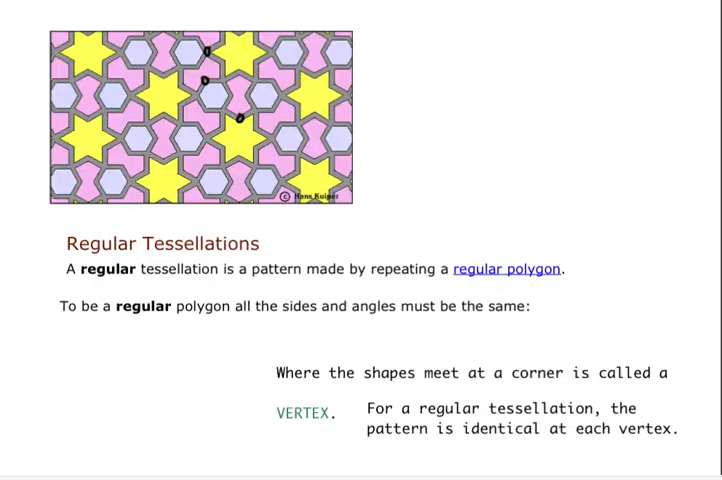 © Hans Kuiper
Regular Tessellations
A regular tessellation is a pattern made by repeating a regular polygon.
To be a regular polygon all the sides and angles must be the same:
Where the shapes meet at a corner is called a
VERTEX.
For a regular tessellation, the
pattern is identical at each vertex.